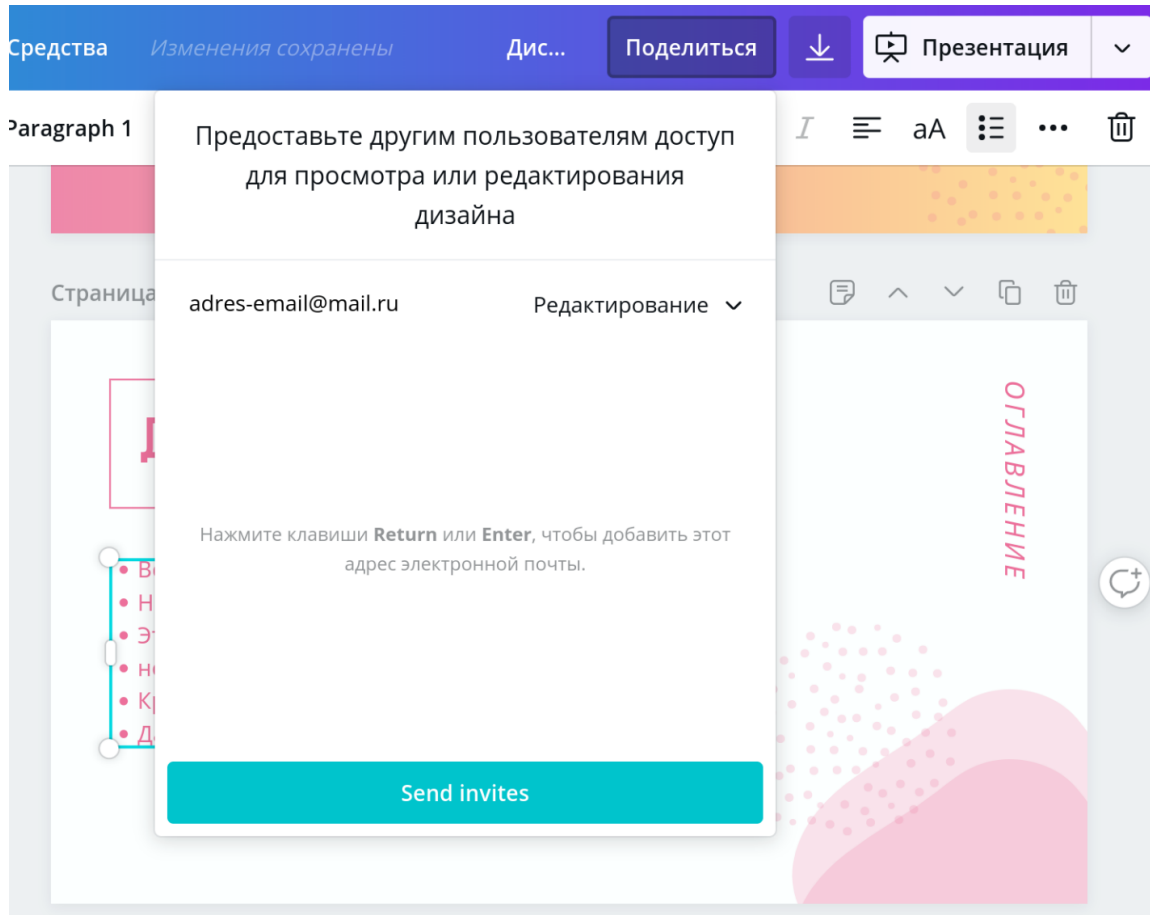 Средства Изменения сохранены Дис... Поделиться Презентация
Paragraph 1 I aA
Предоставьте другим пользователям доступ
для просмотра или редактирования
дизайна
Страница
adres-email@mail.ru Редактирование
ОГЛАВЛЕНИЕ
Нажмите клавиши Return или Enter, чтобы добавить этот
адрес электронной почты.
Send invites